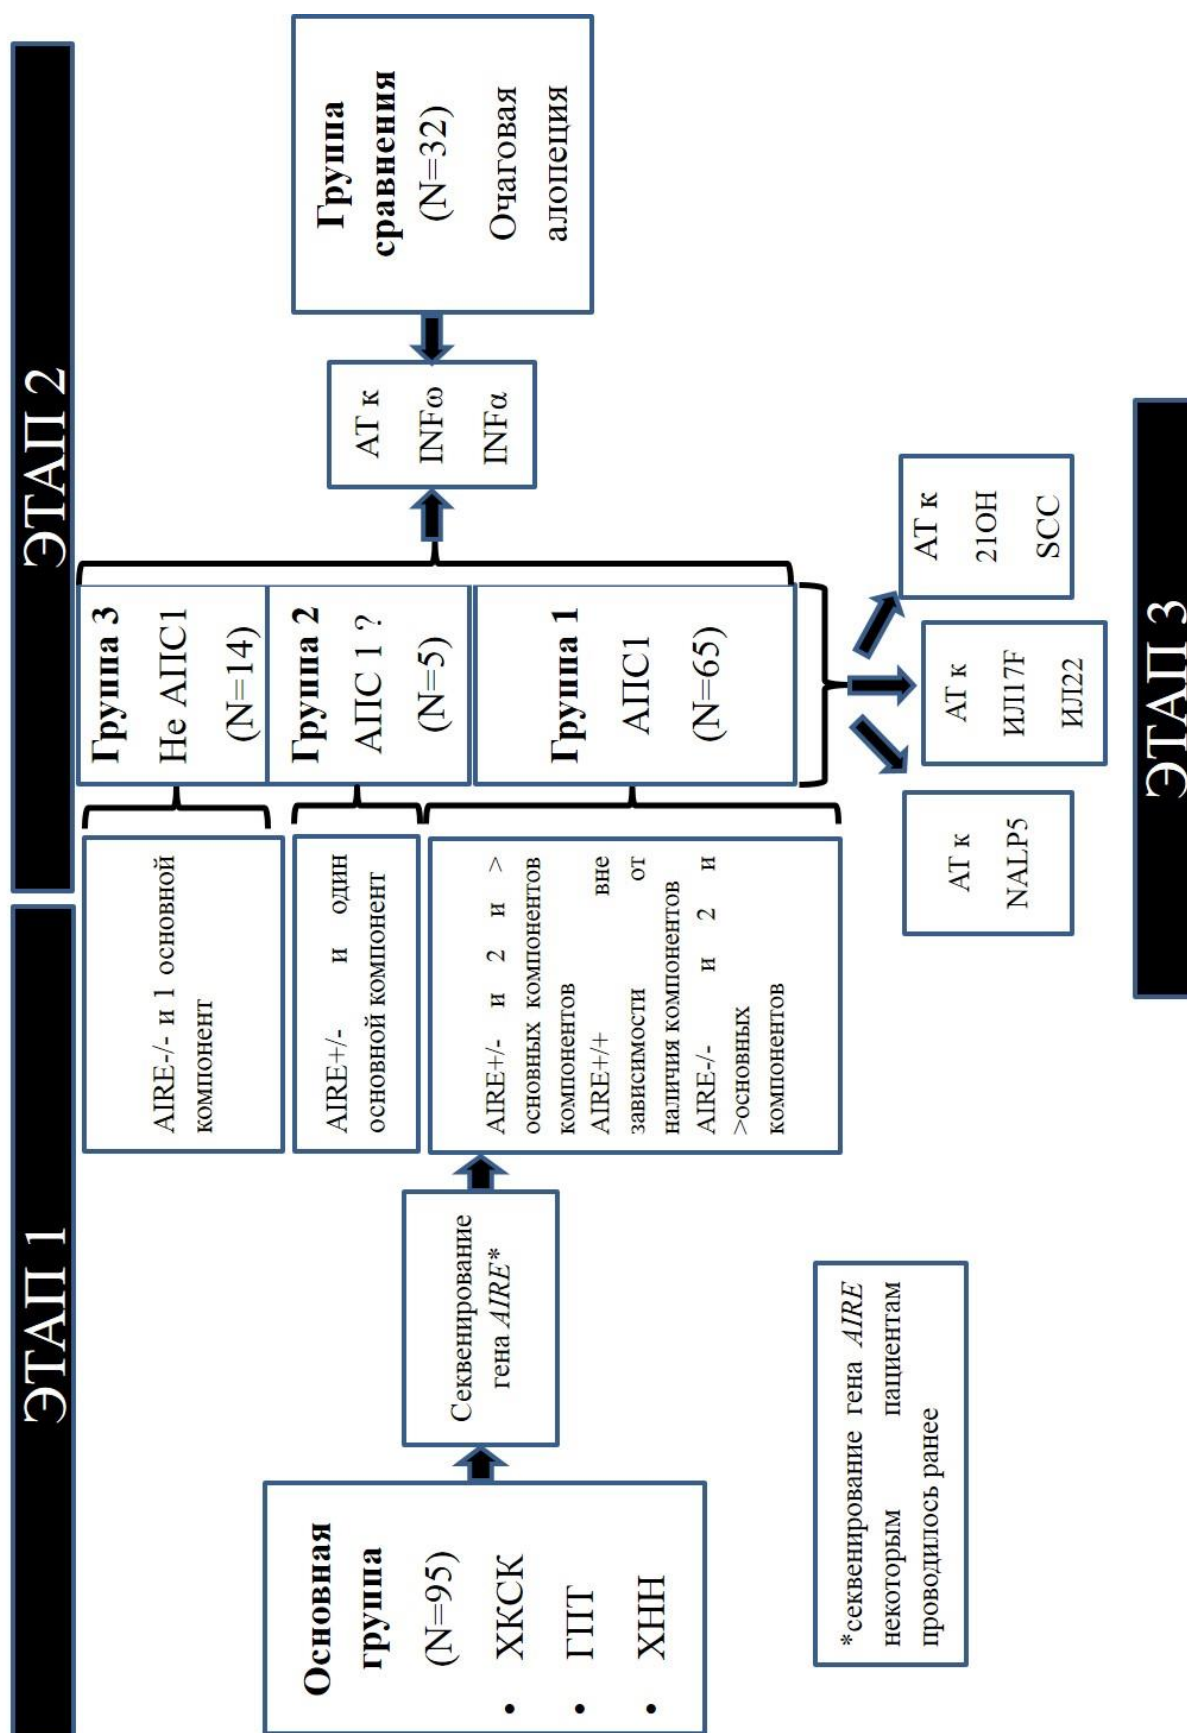 ЭТАП 1
ЭТАП 2
Основная
группа
(N=95)
• ХКСК
• ГПТ
• ХНН
Секвенирование
гена AIRE*
AIRE-/- и 1 основной
компонент
AIRE+/- и один
основной компонент
AIRE+/- и 2 и >
основных компонентов
компонентов
AIRE+/+ вне
зависимости от
наличия компонентов
AIRE-/- и 2 и
>основных
компонентов
Группа 3
Не АПС1
(N=14)
Группа 2
АПС 1 ?
(N=5)
Группа 1
АПС1
(N=65)
АТ к
INFω
INFα
Группа
сравнения
(N=32)
Очаговая
алопеция
АТ к
NALP5
АТ к
ИЛ17F
ИЛ22
АТ к
21ОН
SCC
*секвенирование гена AIRE
некоторым пациентам
проводилось ранее
ЭТАП 3